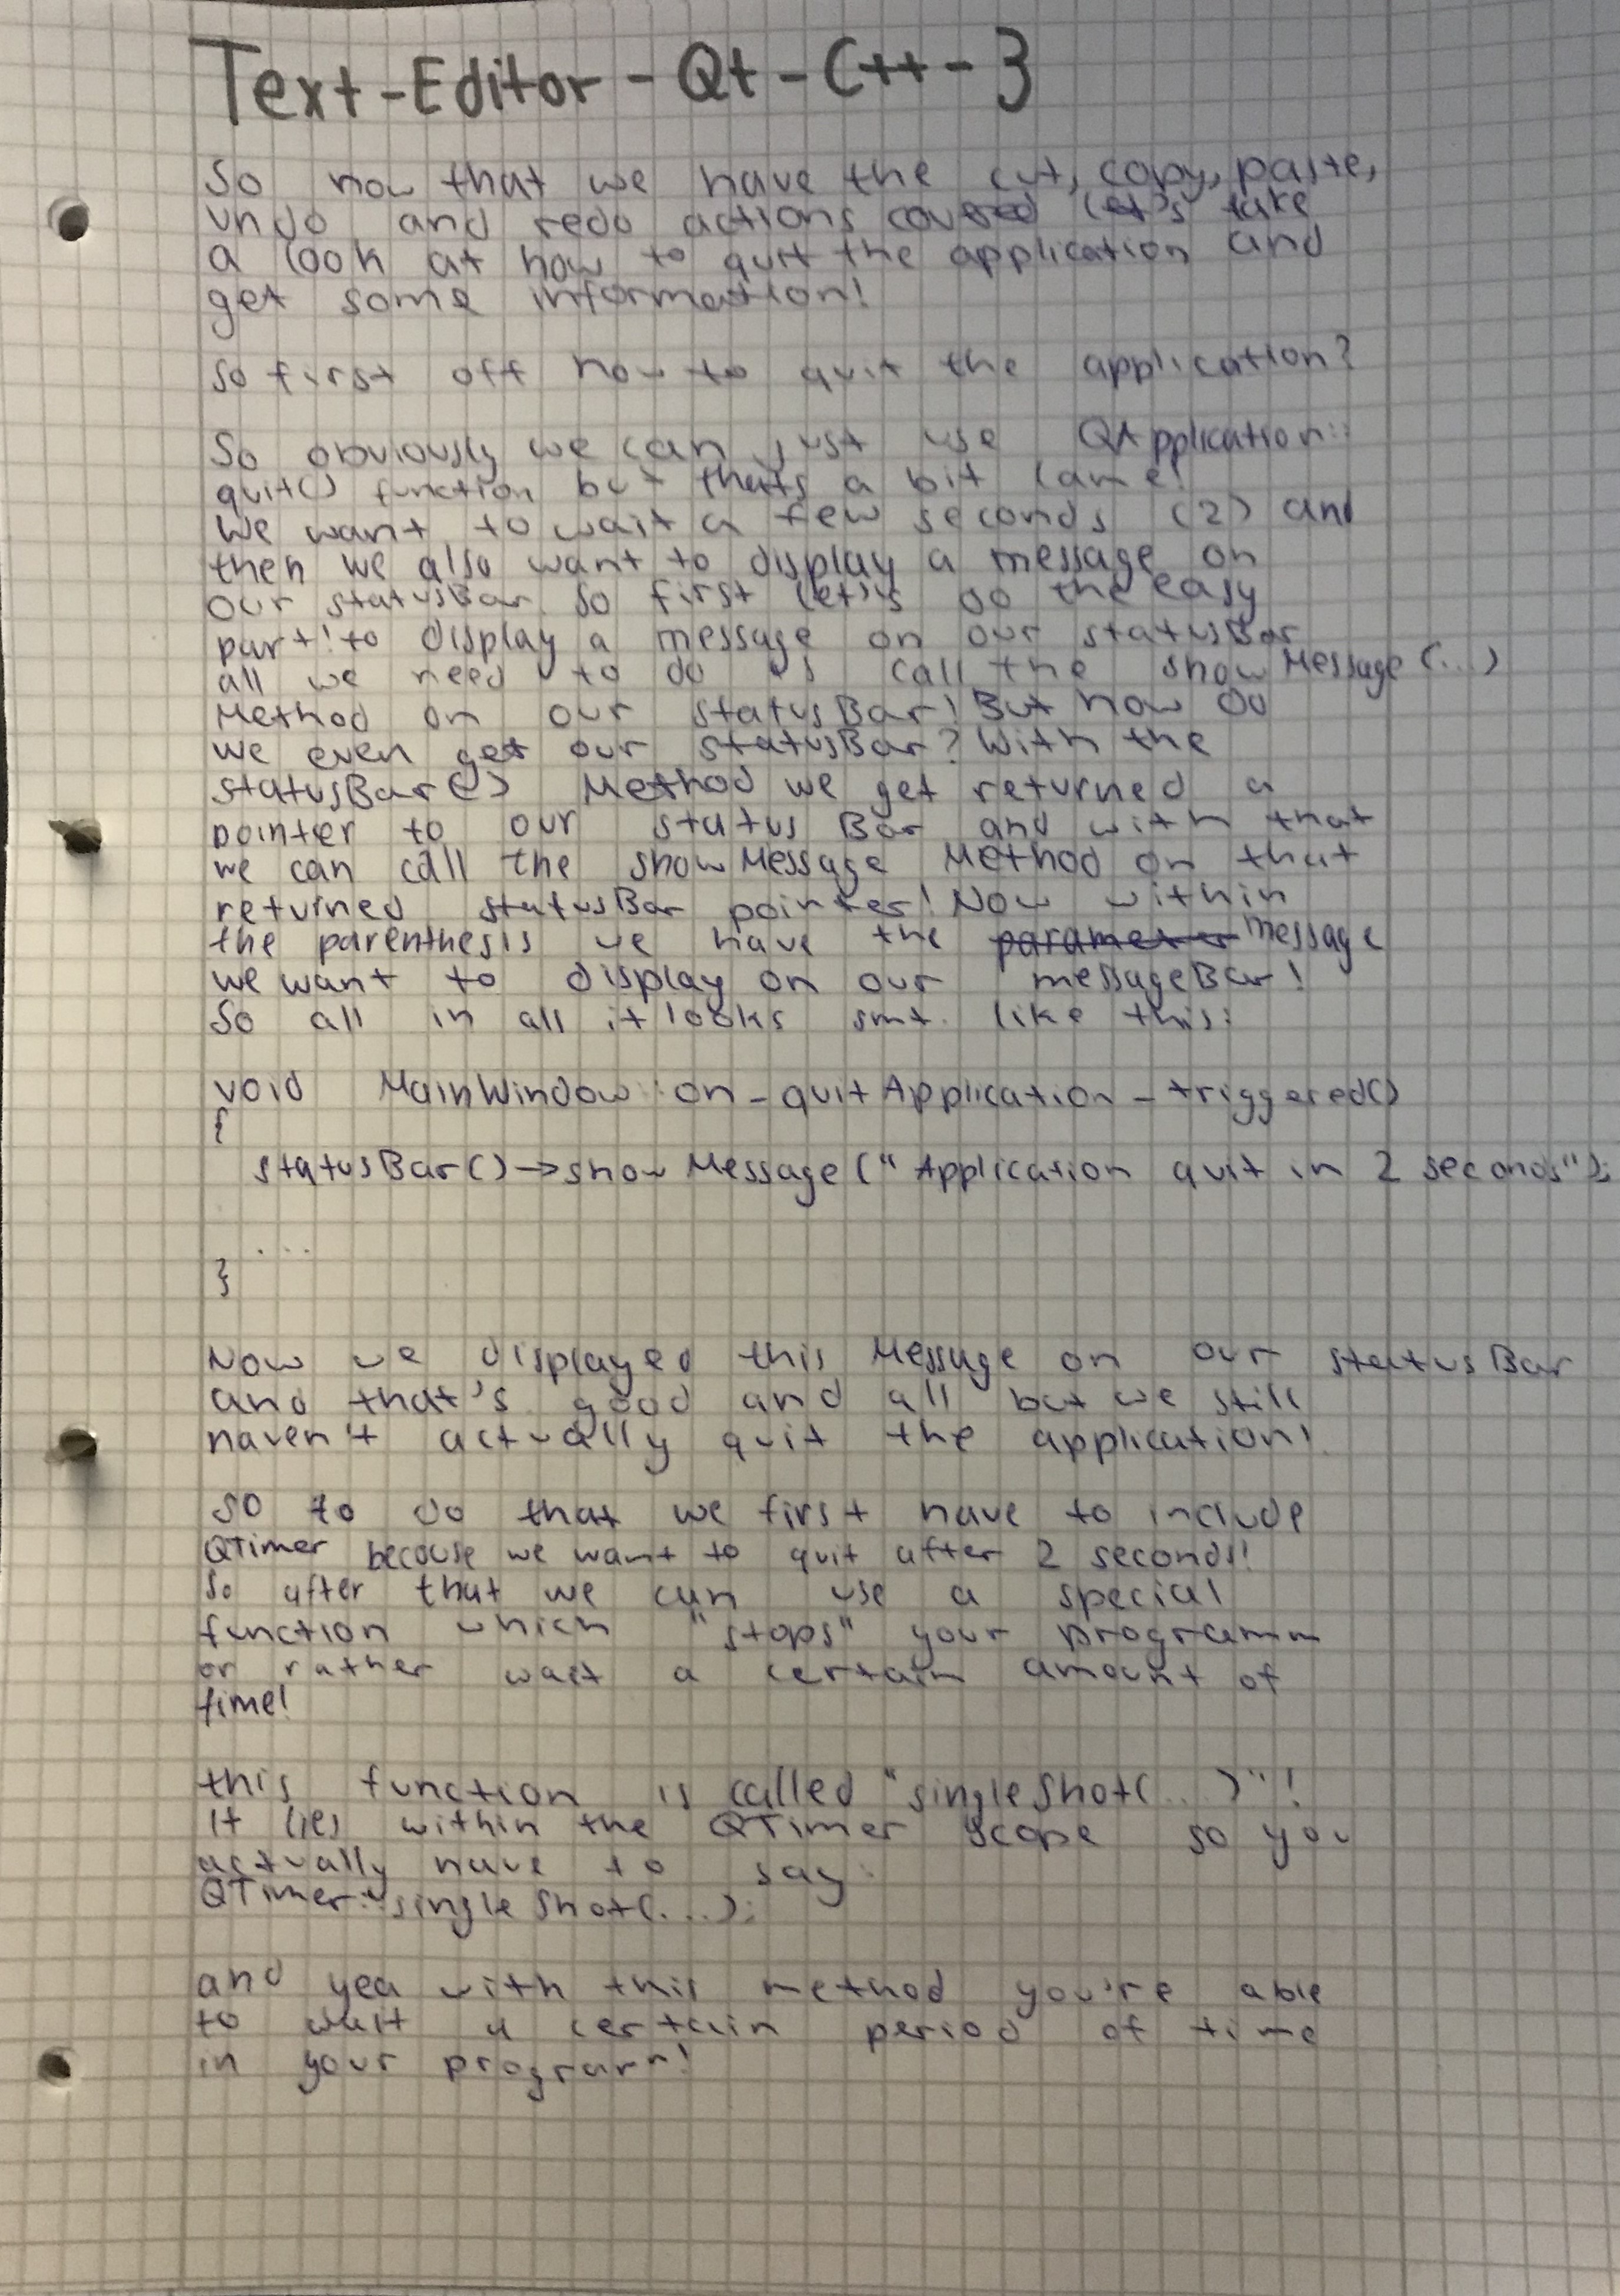 Text-Editor-Qt-C++-3
So now that we have the cut, copy, paste,
undo and redo actions covered let's take
a look at how to quit the application and
get some information!
So first off how to quit the application?
So obviously we can just use QApplication::
quit() function but thats a bit lame!
We want to wait a few seconds (2) and
then we also want to display a message on
our statusBar. So first let's do the easy
part! to display a message on our statusBar
all we need to do is call the showMessage(...)
Method on our statusBar! But how do
we even get our statusBar? With the
statusBar() Method we get returned a
pointer to our statusBar and with that
we can call the showMessage Method on that
returned statusBar pointer! Now within
the parenthesis we have the parameter message
we want to display on our messageBar!
So all in all it looks smt. like this:
void MainWindow::on_quitApplication_triggered()
{
statusBar()->showMessage("Application quit in 2 seconds");
...
}
Now we displayed this Message on our statusBar
and that's good and all but we still
haven't actually quit the application!
so to do that we first have to include
QTimer becouse we want to quit after 2 seconds!
So after that we can use a special
function which "stops" your programm
or rather wait a certain amount of
time!
this function is called "singleShot(...)"!
It lies within the QTimer scope so you
actually have to say:
QTimer::singleShot(...);
and yea with this method you're able
to wait a certain period of time
in your program!